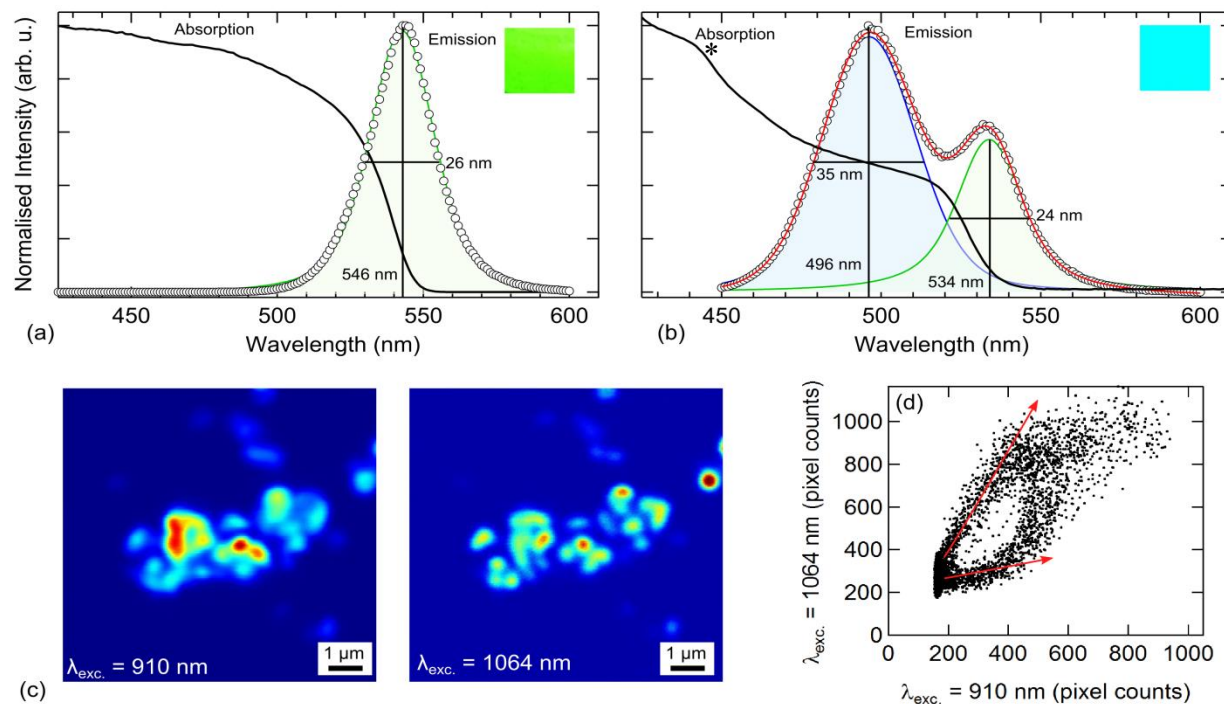 Normalised Intensity (arb. u.)
Absorption
Emission
26 nm
546 nm
450
500
550
600
(a)
Wavelength (nm)
Absorption
*
Emission
35 nm
24 nm
496 nm
534 nm
450
500
550
600
(b)
Wavelength (nm)
λexc. = 910 nm
1 µm
λexc. = 1064 nm
1 µm
(c)
λexc. = 1064 nm (pixel counts)
(d)
1000
800
600
400
200
0
0
200
400
600
800
1000
λexc. = 910 nm (pixel counts)